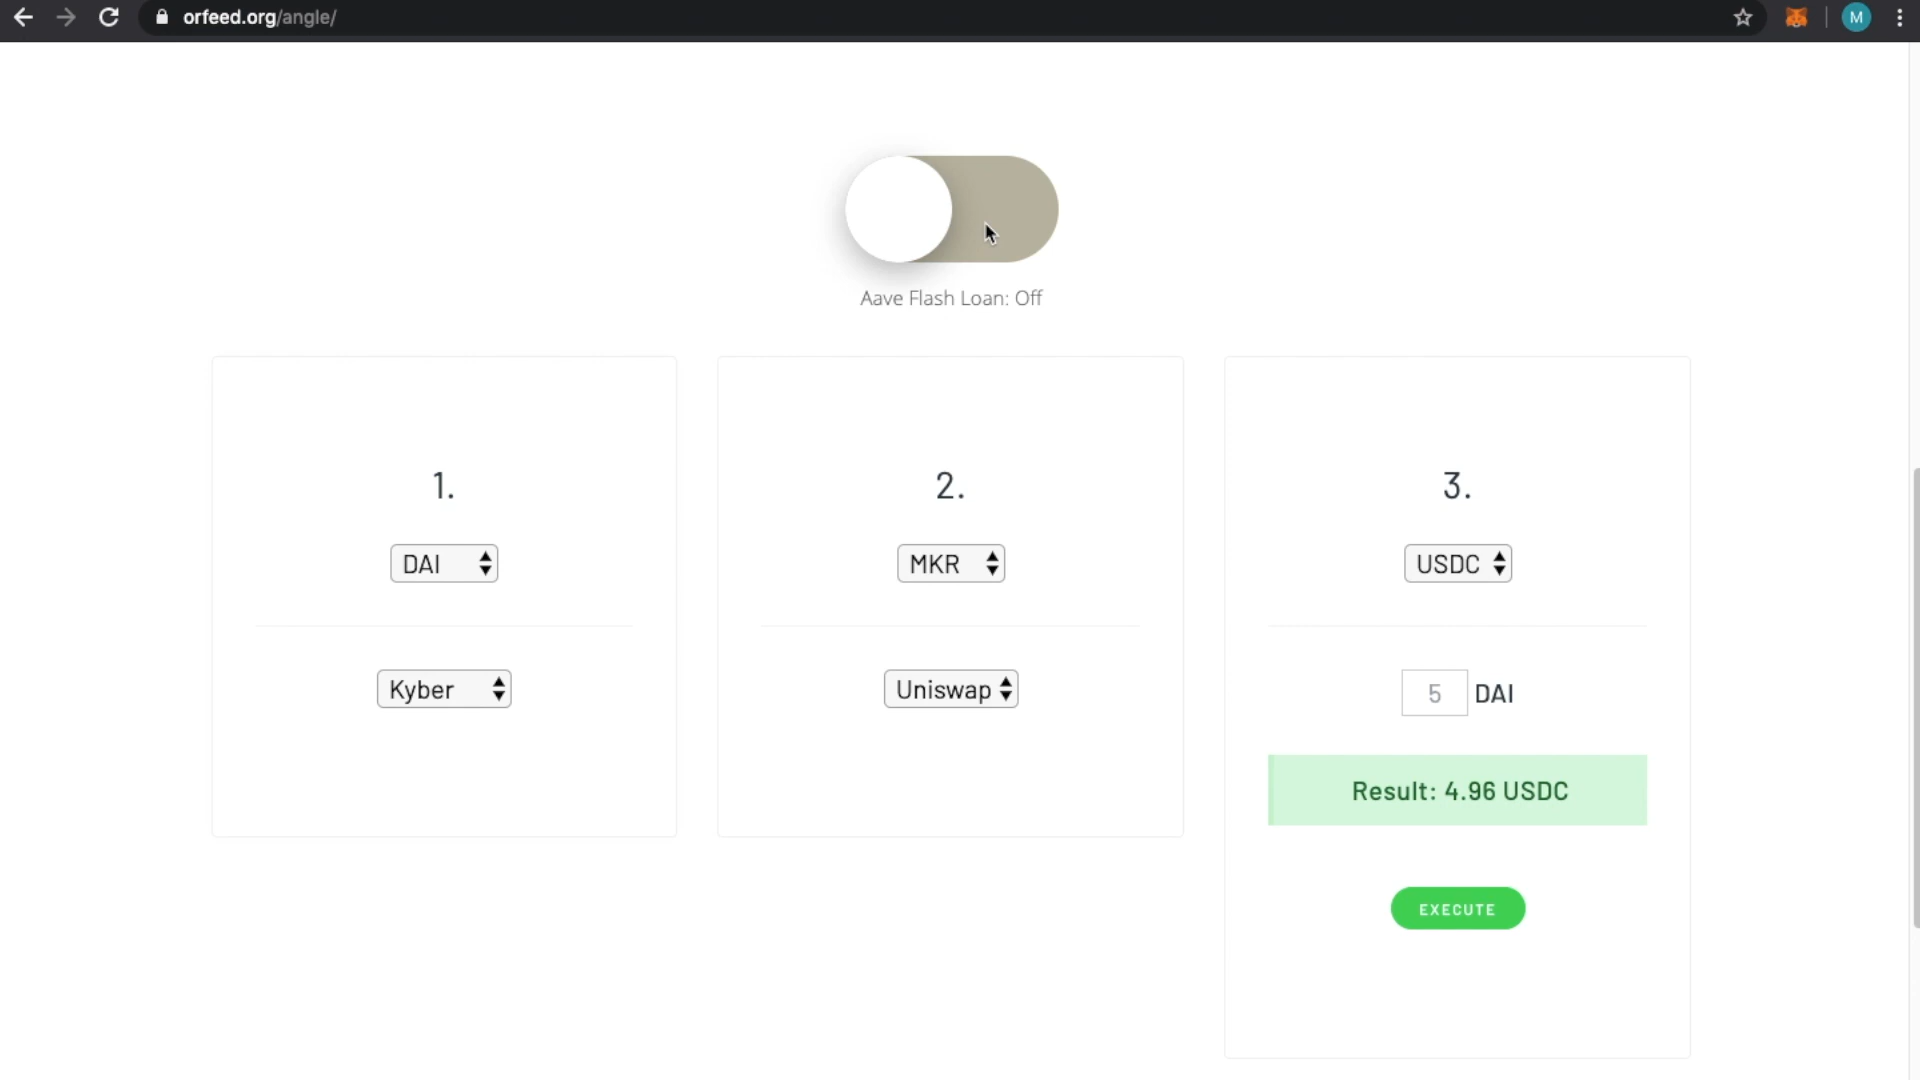 orfeed.org/angle/
M
Aave Flash Loan: Off
1.
DAI
Kyber
2.
MKR
Uniswap
3.
USDC
5 DAI
Result: 4.96 USDC
EXECUTE